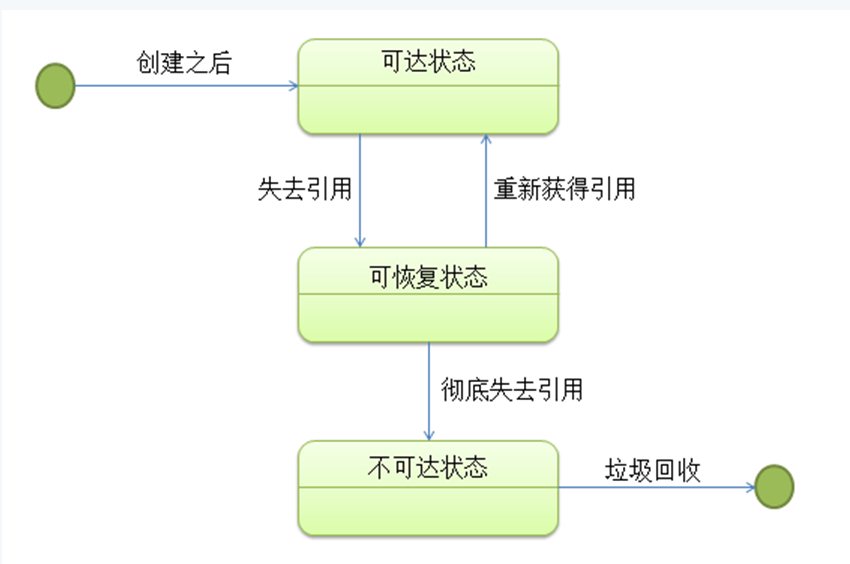 创建之后
可达状态
失去引用
重新获得引用
可恢复状态
彻底失去引用
不可达状态
垃圾回收